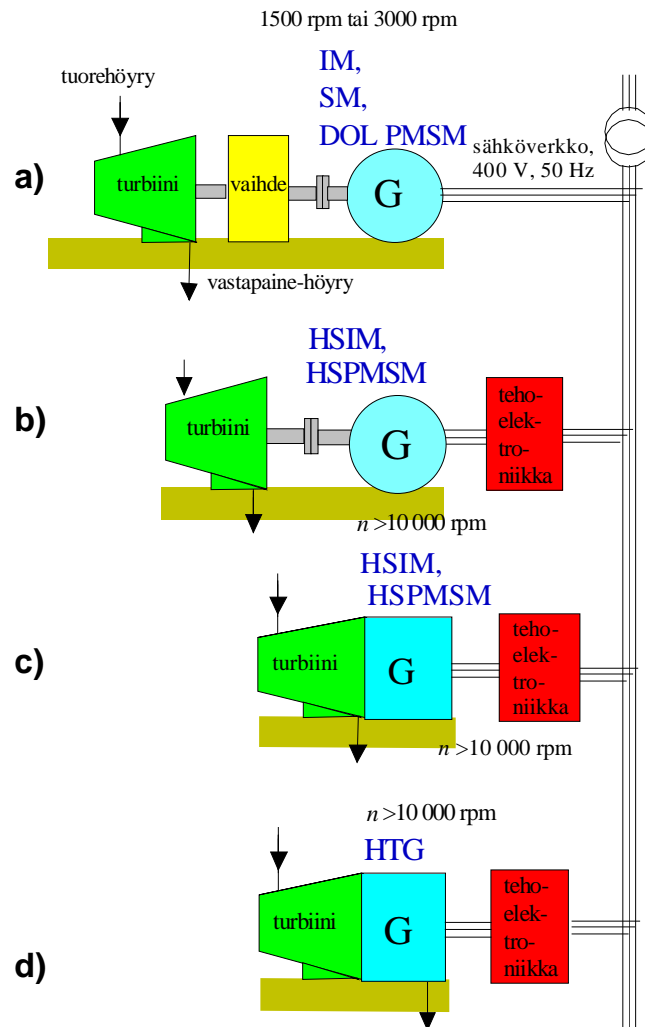 1500 rpm tai 3000 rpm
IM,
SM,
DOL PMSM
tuorehöyry
sähköverkko,
400 V, 50 Hz
a)
turbiini
vaihde
G
vastapaine-höyry
HSIM,
HSPMSM
b)
turbiini
G
teho-
elek-
tro-
niikka
n >10 000 rpm
HSIM,
HSPMSM
c)
turbiini
G
teho-
elek-
tro-
niikka
n >10 000 rpm
n >10 000 rpm
HTG
d)
turbiini
G
teho-
elek-
tro-
niikka